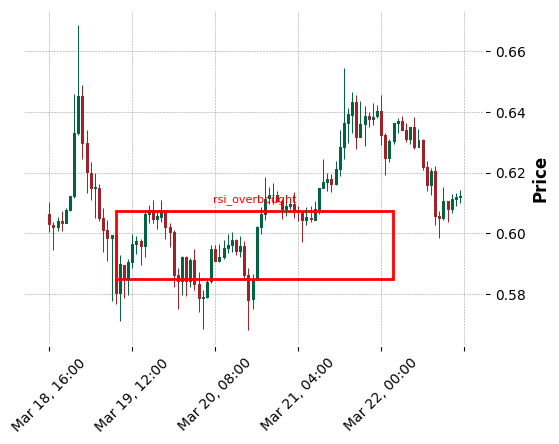 0.66
0.64
0.62
0.60
0.58
Price
rsi_overbought
Mar 18, 16:00
Mar 19, 12:00
Mar 20, 08:00
Mar 21, 04:00
Mar 22, 00:00